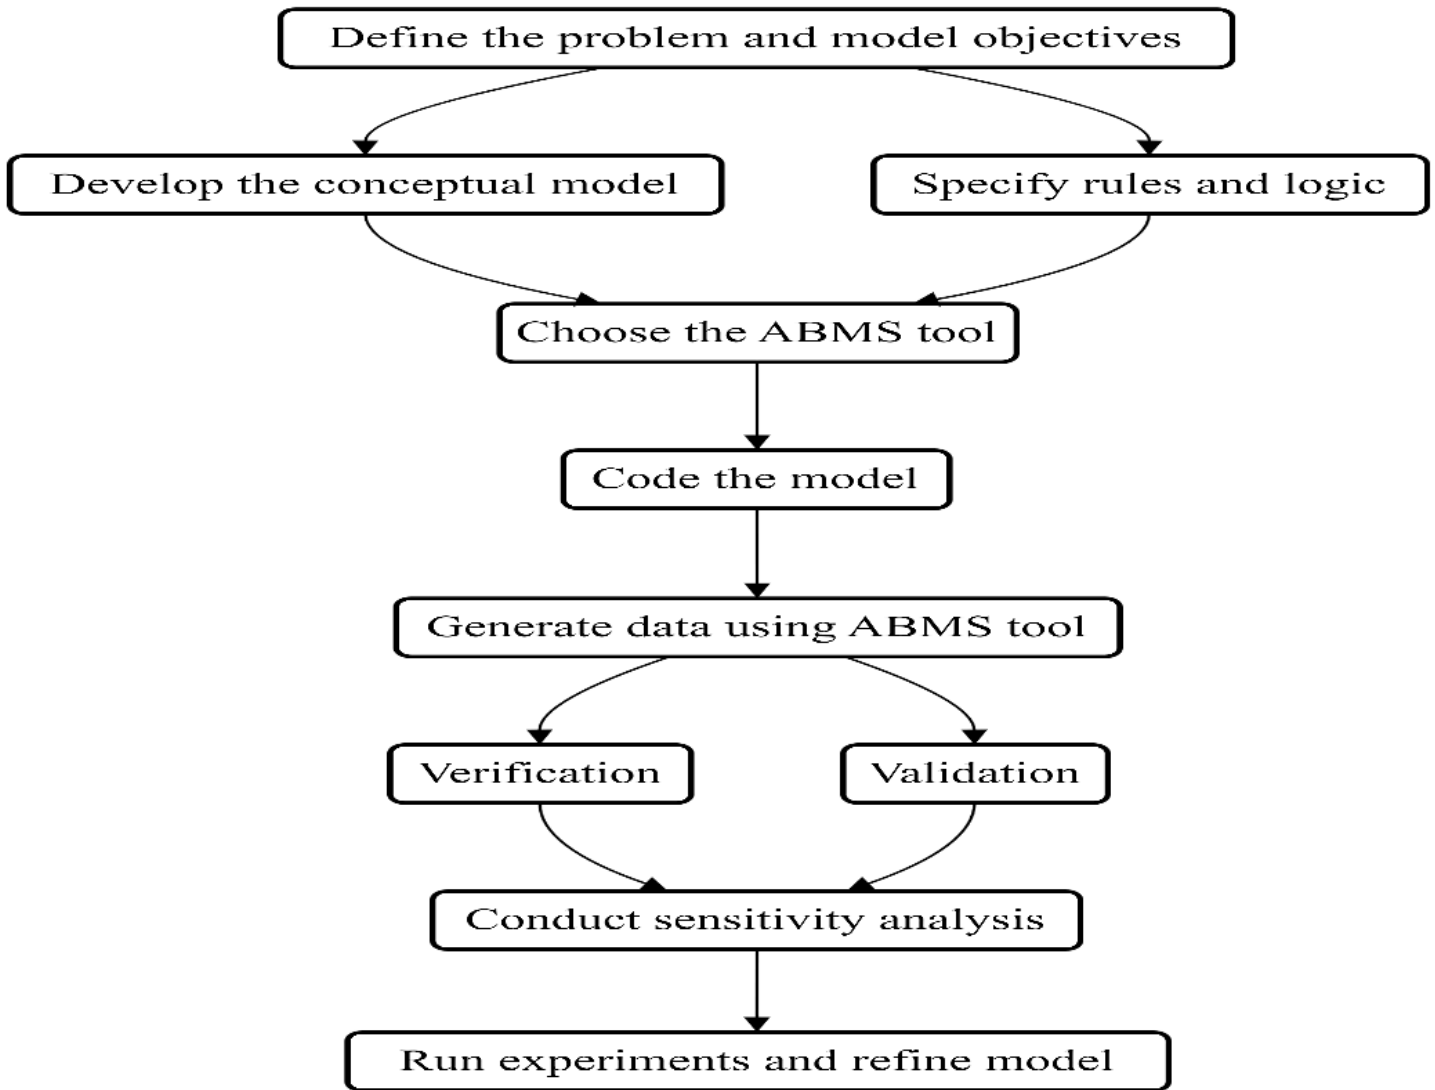 Define the problem and model objectives
Develop the conceptual model
Specify rules and logic
Choose the ABMS tool
Code the model
Generate data using ABMS tool
Verification
Validation
Conduct sensitivity analysis
Run experiments and refine model